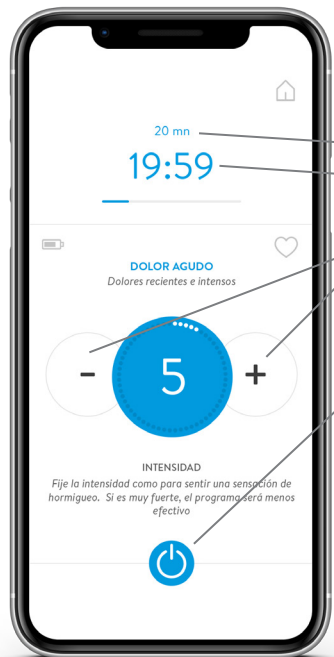 20 mn
19:59
DOLOR AGUDO
Dolores recientes e intensos
-
5
+
INTENSIDAD
Fije la intensidad como para sentir una sensación de
hormigueo. Si es muy fuerte, el programa será menos
efectivo